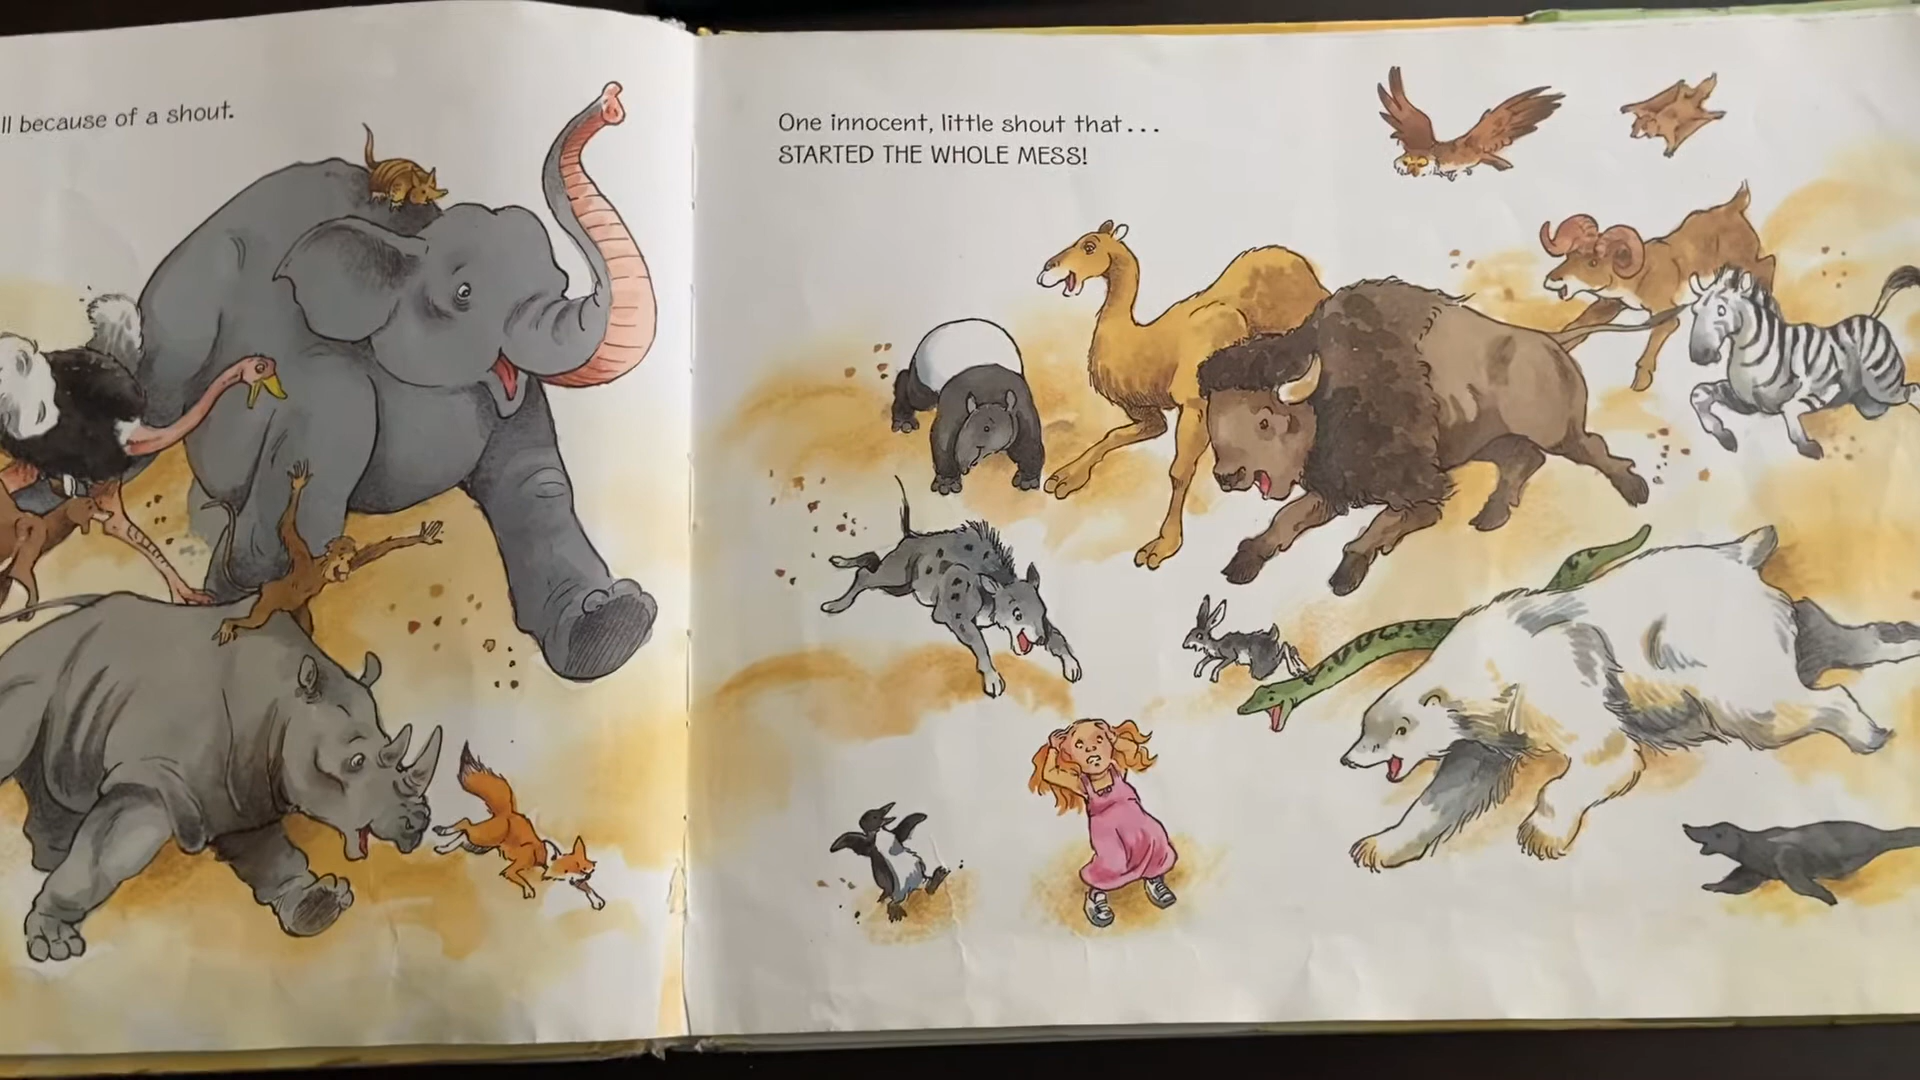 ll because of a shout.
One innocent, little shout that...
STARTED THE WHOLE MESS!